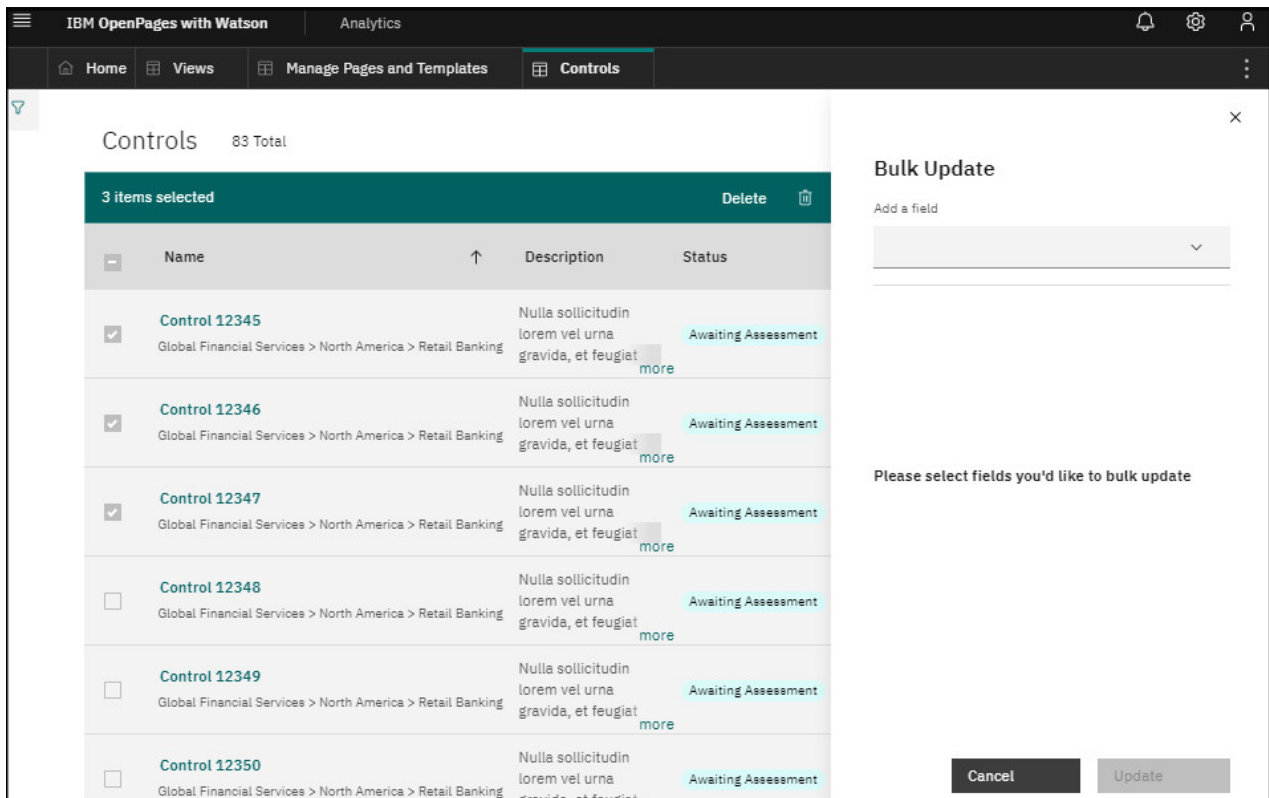 IBM OpenPages with Watson Analytics
Home Views Manage Pages and Templates Controls
Controls 83 Total
3 items selected Delete
Name Description Status
Control 12345
Global Financial Services > North America > Retail Banking
Nulla sollicitudin
lorem vel urna
gravida, et feugiat
more
Awaiting Assessment
Control 12346
Global Financial Services > North America > Retail Banking
Nulla sollicitudin
lorem vel urna
gravida, et feugiat
more
Awaiting Assessment
Control 12347
Global Financial Services > North America > Retail Banking
Nulla sollicitudin
lorem vel urna
gravida, et feugiat
more
Awaiting Assessment
Control 12348
Global Financial Services > North America > Retail Banking
Nulla sollicitudin
lorem vel urna
gravida, et feugiat
more
Awaiting Assessment
Control 12349
Global Financial Services > North America > Retail Banking
Nulla sollicitudin
lorem vel urna
gravida, et feugiat
more
Awaiting Assessment
Control 12350
Global Financial Services > North America > Retail Banking
Nulla sollicitudin
lorem vel urna
Awaiting Assessment
Bulk Update
Add a field
Please select fields you'd like to bulk update
Cancel Update